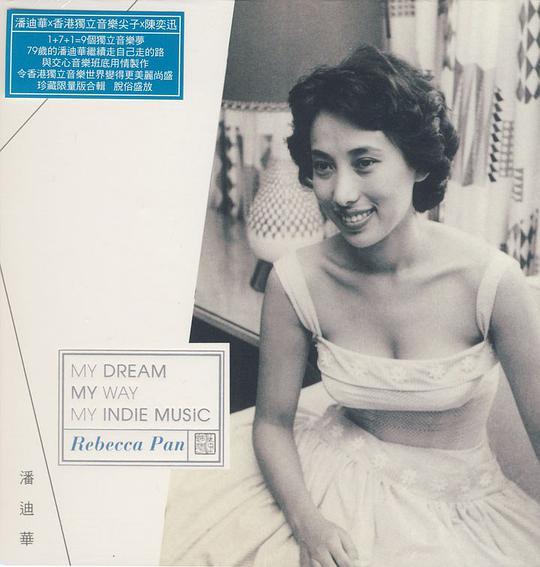 潘迪華x香港獨立音樂尖子x陳奕迅
1+7+1=9個獨立音樂夢
79歲的潘迪華繼續走自己走的路
與交心音樂班底用情製作
令香港獨立音樂世界變得更美麗尚盛
珍藏限量版合輯 脫俗盛放
MY DREAM
MY WAY
MY INDIE MUSiC
Rebecca Pan
潘
迪
華